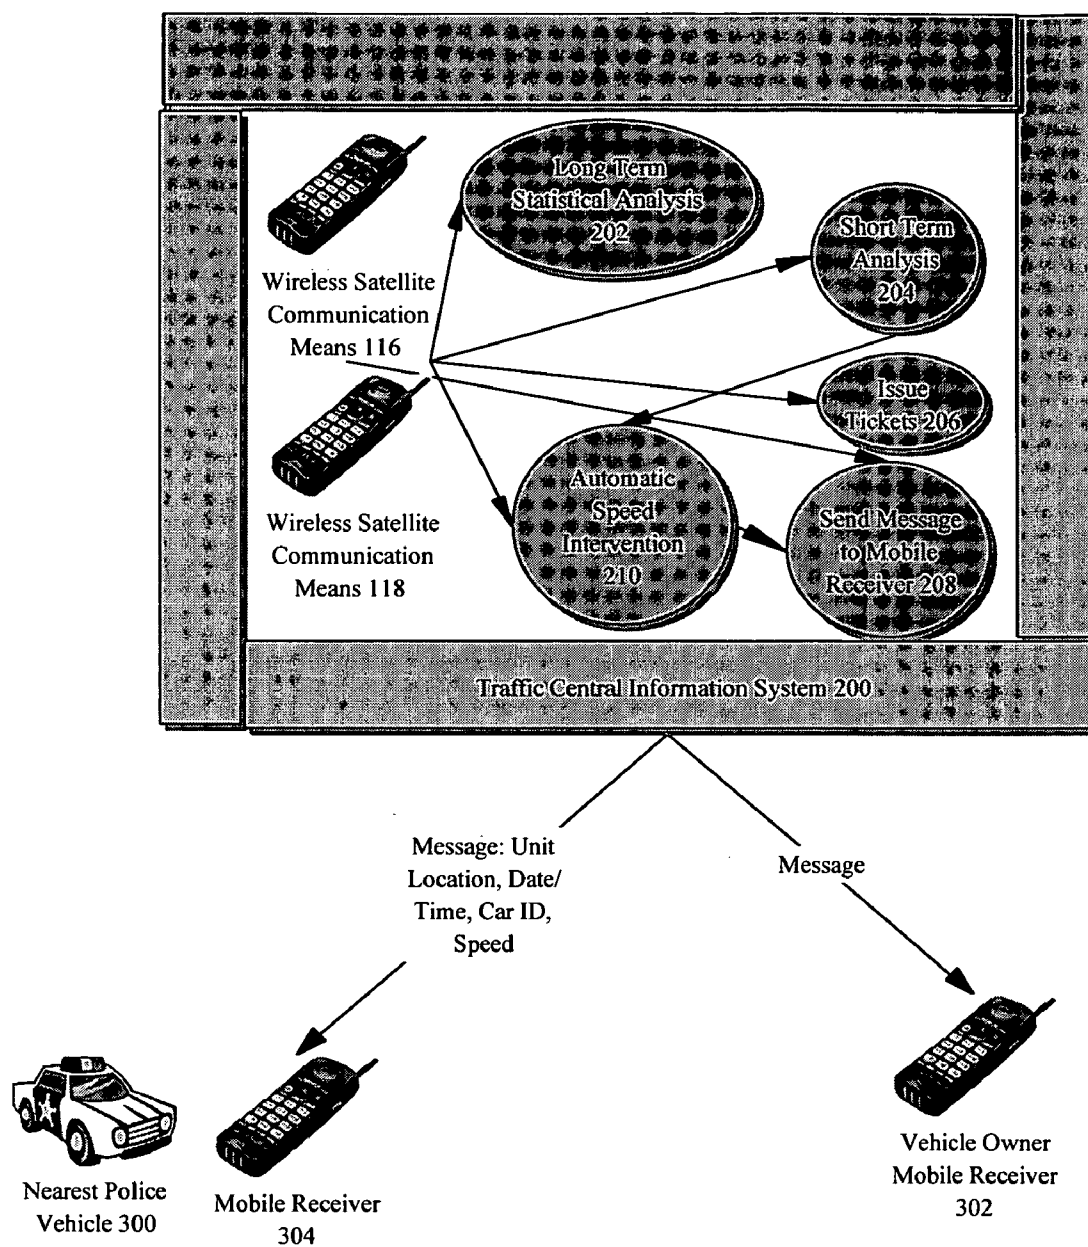 Long Term
Statistical Analysis
202
Short Term
Analysis
204
Wireless Satellite
Communication
Means 116
Issue
Tickets 206
Automatic
Speed
Intervention
210
Send Message
to Mobile
Receiver 208
Wireless Satellite
Communication
Means 118
Traffic Central Information System 200
Message: Unit
Location, Date/
Time, Car ID,
Speed
Message
Nearest Police
Vehicle 300
Mobile Receiver
304
Vehicle Owner
Mobile Receiver
302